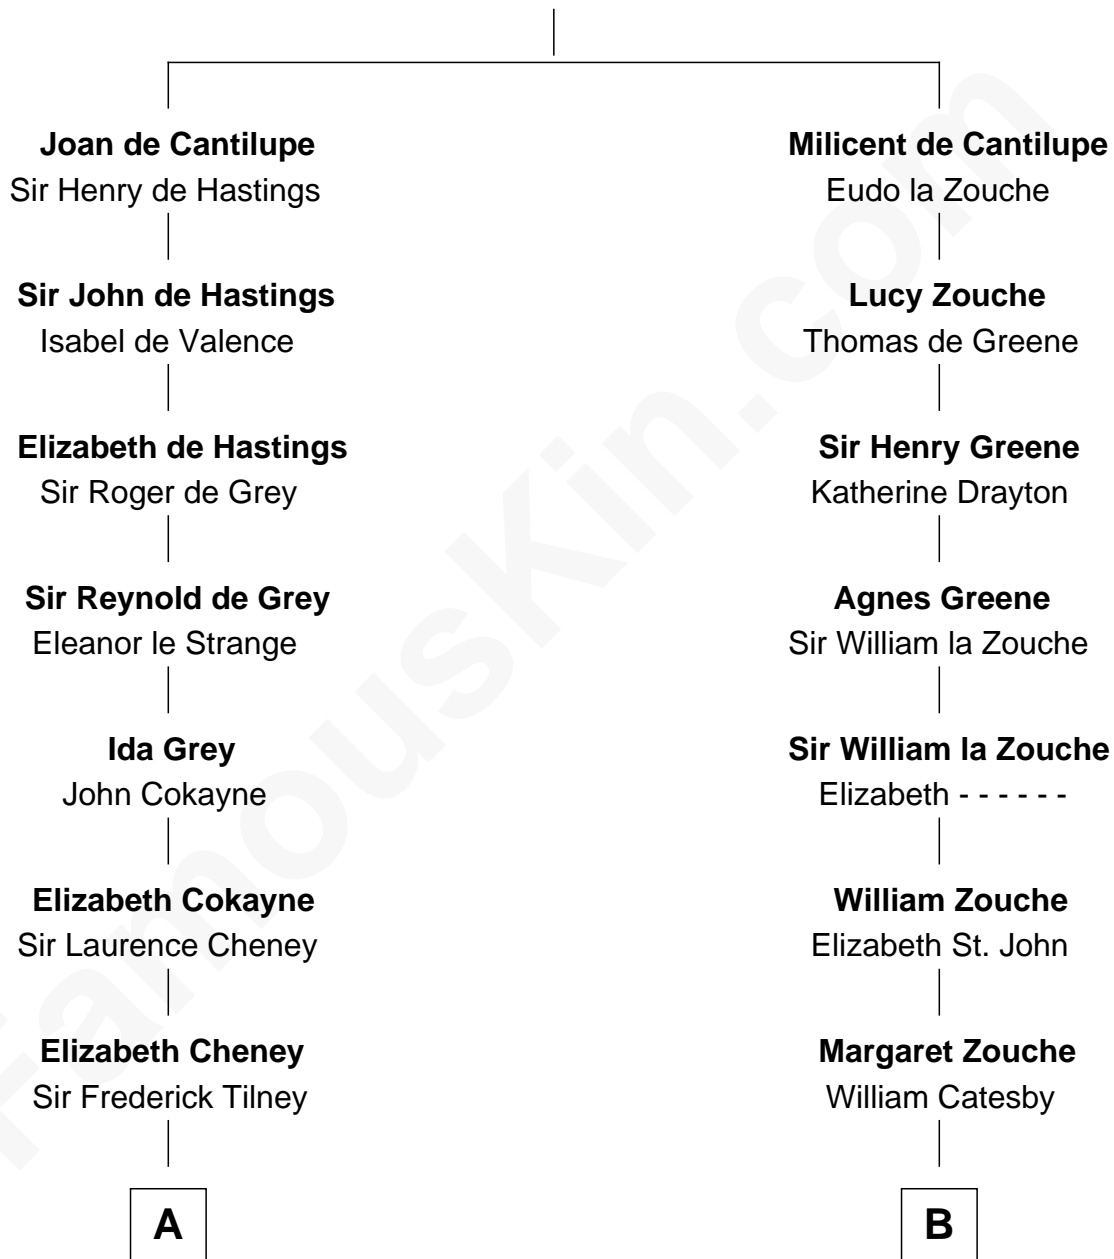 Joan de Cantilupe
Sir Henry de Hastings
Sir John de Hastings
Isabel de Valence
Elizabeth de Hastings
Sir Roger de Grey
Sir Reynold de Grey
Eleanor le Strange
Ida Grey
John Cokayne
Elizabeth Cokayne
Sir Laurence Cheney
Elizabeth Cheney
Sir Frederick Tilney
A
Milicent de Cantilupe
Eudo la Zouche
Lucy Zouche
Thomas de Greene
Sir Henry Greene
Katherine Drayton
Agnes Greene
Sir William la Zouche
Sir William la Zouche
Elizabeth - - - - - -
William Zouche
Elizabeth St. John
Margaret Zouche
William Catesby
B
FamousKin.com